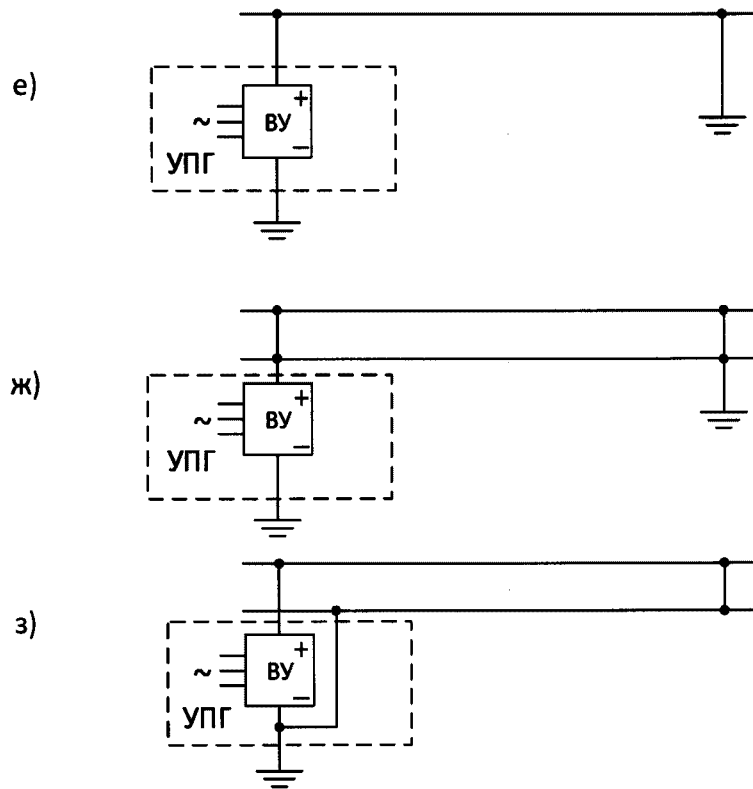 е)
+
~ ВУ
–
УПГ
ж)
+
~ ВУ
–
УПГ
з)
+
~ ВУ
–
УПГ